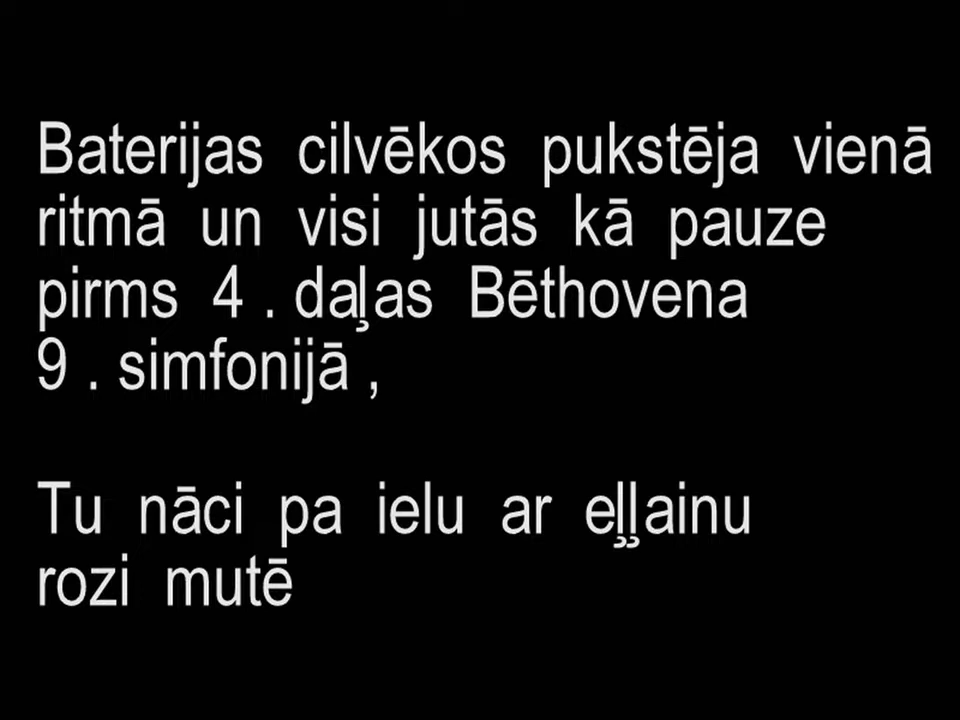 Baterijas cilvēkos pukstēja vienā
ritmā un visi jutās kā pauze
pirms 4 . daļas Bēthovena
9 . simfonijā ,
Tu nāci pa ielu ar eļļainu
rozi mutē